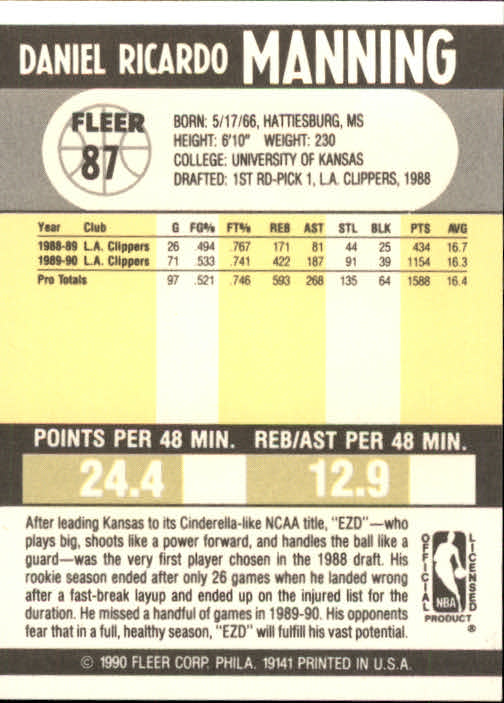 DANIEL RICARDO MANNING
FLEER
87
BORN: 5/17/66, HATTIESBURG, MS
HEIGHT: 6'10" WEIGHT: 230
COLLEGE: UNIVERSITY OF KANSAS
DRAFTED: 1ST RD-PICK 1, L.A. CLIPPERS, 1988
Year Club G FG% FT% REB AST STL BLK PTS AVG
1988-89 L.A. Clippers 26 .494 .767 171 81 44 25 434 16.7
1989-90 L.A. Clippers 71 .533 .741 422 187 91 39 1154 16.3
Pro Totals 97 .521 .746 593 268 135 64 1588 16.4
POINTS PER 48 MIN. REB/AST PER 48 MIN.
24.4 12.9
After leading Kansas to its Cinderella-like NCAA title, "EZD"—who
plays big, shoots like a power forward, and handles the ball like a
guard—was the very first player chosen in the 1988 draft. His
rookie season ended after only 26 games when he landed wrong
after a fast-break layup and ended up on the injured list for the
duration. He missed a handful of games in 1989-90. His opponents
fear that in a full, healthy season, "EZD" will fulfill his vast potential.
OFFICIAL
LICENSED
NBA
PRODUCT
®
© 1990 FLEER CORP. PHILA. 19141 PRINTED IN U.S.A.